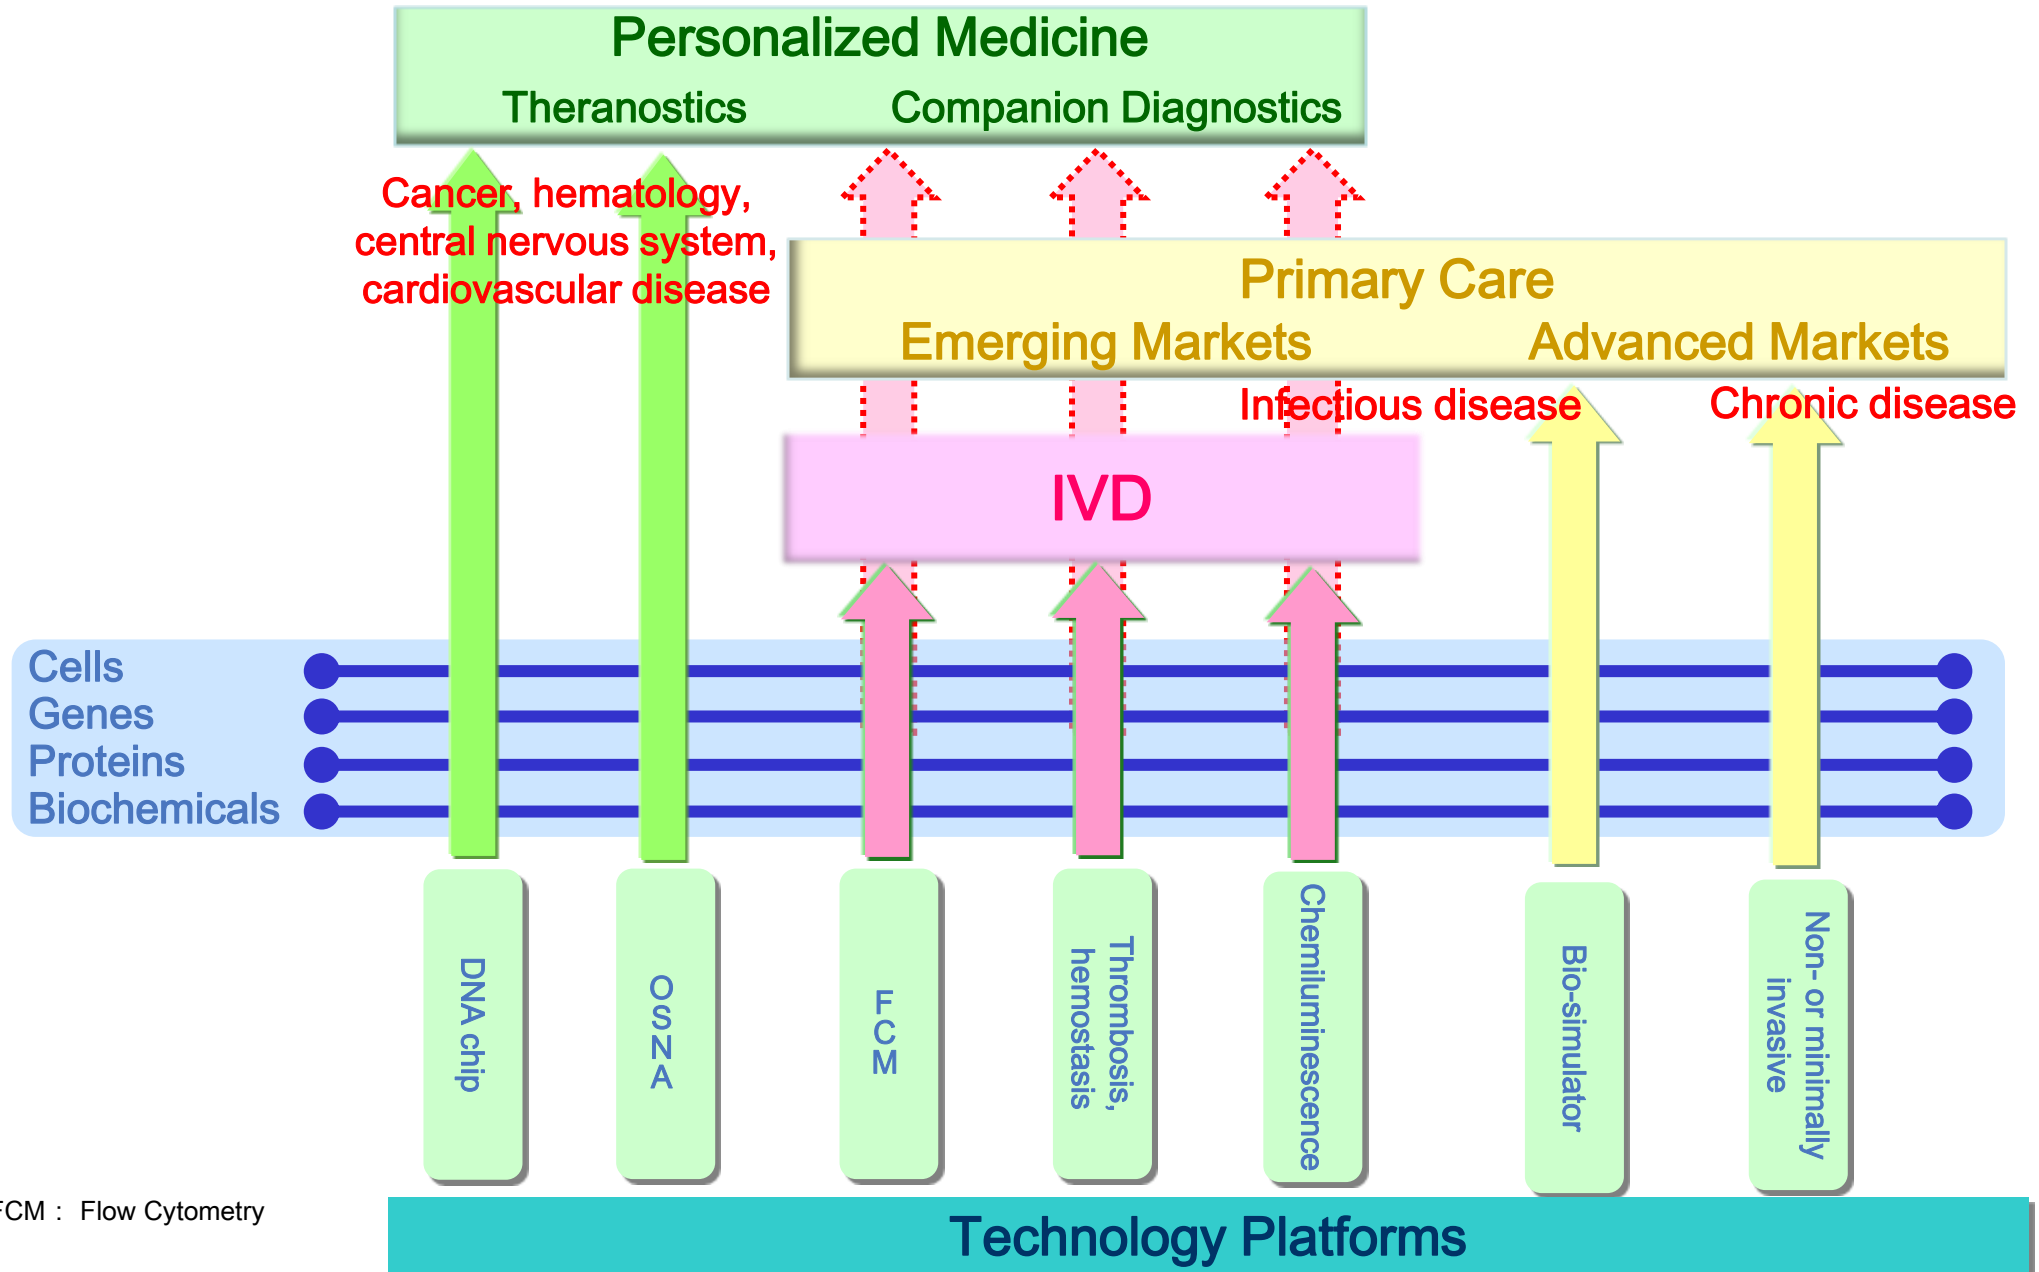 Personalized Medicine
Theranostics
Companion Diagnostics
Cancer, hematology,
central nervous system,
cardiovascular disease
Primary Care
Emerging Markets
Advanced Markets
Infectious disease
Chronic disease
IVD
Cells
Genes
Proteins
Biochemicals
DNA chip
OSNA
FCM
Thrombosis,
hemostasis
Chemiluminescence
Bio-simulator
Non- or minimally
invasive
FCM : Flow Cytometry
Technology Platforms